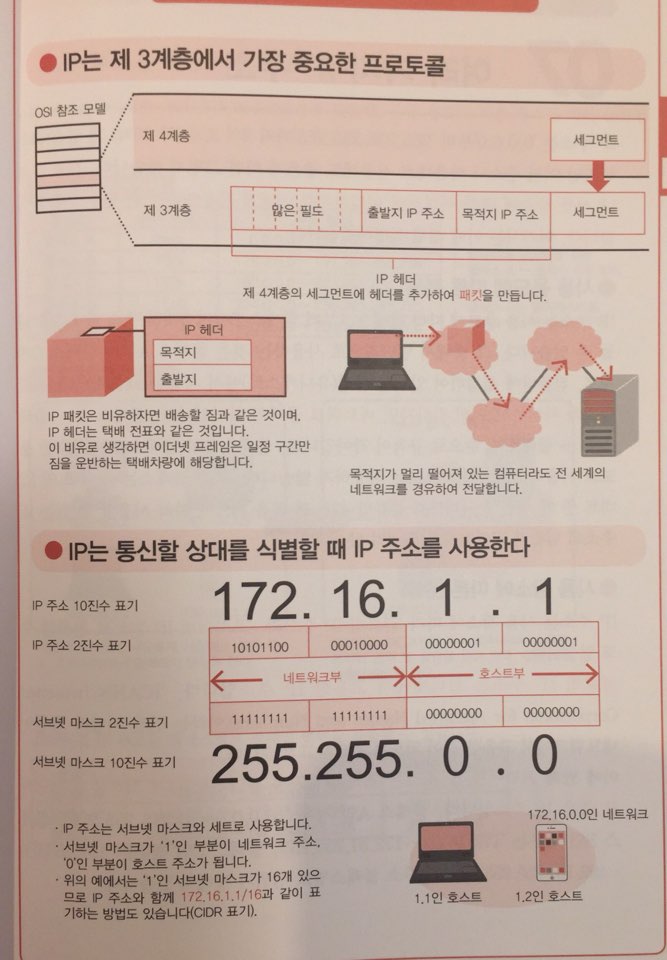 IP는 제 3계층에서 가장 중요한 프로토콜
OSI 참조 모델
제 4계층
세그먼트
제 3계층
많은 필드
출발지 IP 주소
목적지 IP 주소
세그먼트
IP 헤더
제 4계층의 세그먼트에 헤더를 추가하여 패킷을 만듭니다.
IP 헤더
목적지
출발지
IP 패킷은 비유하자면 배송할 짐과 같은 것이며,
IP 헤더는 택배 전표와 같은 것입니다.
이 비유로 생각하면 이더넷 프레임은 일정 구간만
짐을 운반하는 택배차량에 해당합니다.
목적지가 멀리 떨어져 있는 컴퓨터라도 전 세계의
네트워크를 경유하여 전달합니다.
IP는 통신할 상대를 식별할 때 IP 주소를 사용한다
IP 주소 10진수 표기
172. 16. 1 . 1
IP 주소 2진수 표기
10101100 00010000 00000001 00000001
네트워크부 호스트부
서브넷 마스크 2진수 표기
11111111 11111111 00000000 00000000
서브넷 마스크 10진수 표기
255.255. 0 . 0
· IP 주소는 서브넷 마스크와 세트로 사용합니다.
· 서브넷 마스크가 ‘1’인 부분이 네트워크 주소,
‘0’인 부분이 호스트 주소가 됩니다.
· 위의 예에서는 ‘1’인 서브넷 마스크가 16개 있으
므로 IP 주소와 함께 172.16.1.1/16과 같이 표
기하는 방법도 있습니다(CIDR 표기).
172.16.0.0인 네트워크
1.1인 호스트
1.2인 호스트